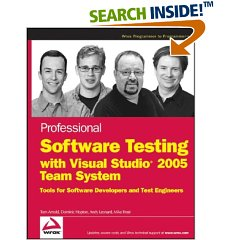 SEARCH INSIDE!™
Wrox Programmer to Programmer™
Professional
Software Testing
with Visual Studio® 2005
Team System
Tools for Software Developers and Test Engineers
Tom Arnold, Dominic Hopton, Andy Leonard, Mike Frost
wrox
Updates, source code, and Wrox technical support at www.wrox.com